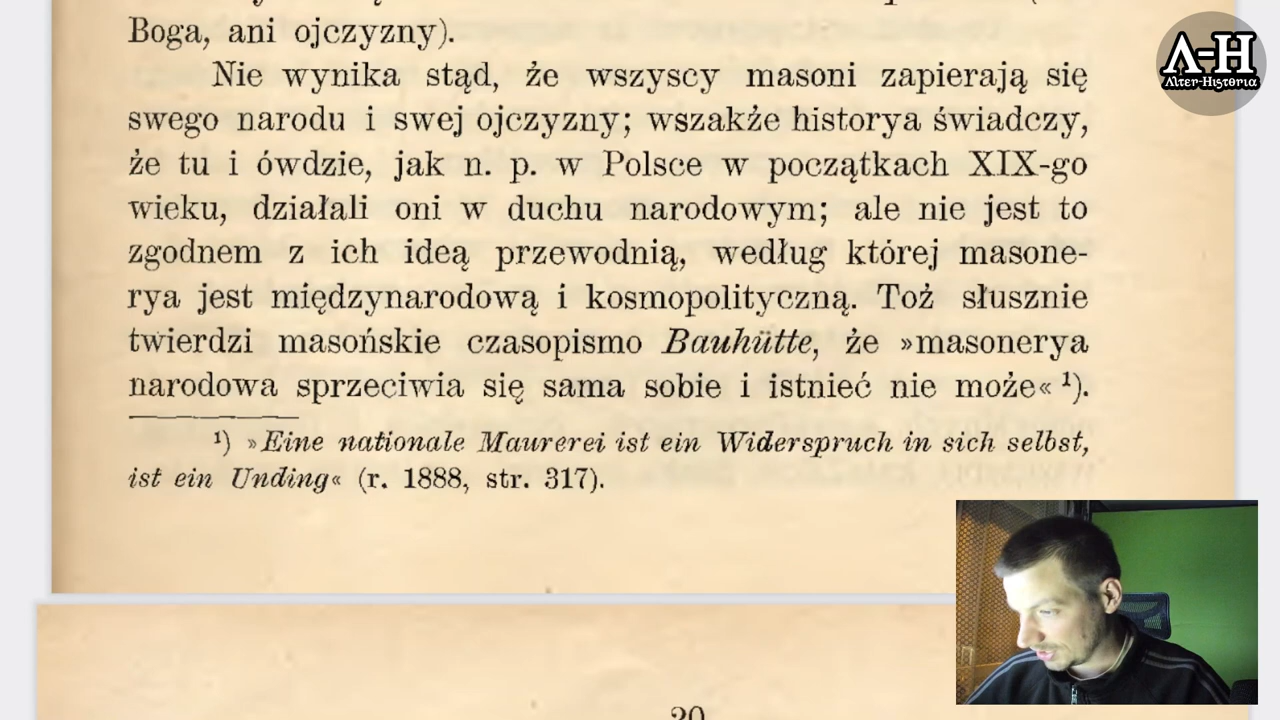 Boga, ani ojczyzny).
Nie wynika stąd, że wszyscy masoni zapierają się
swego narodu i swej ojczyzny; wszakże historya świadczy,
że tu i ówdzie, jak n. p. w Polsce w początkach XIX-go
wieku, działali oni w duchu narodowym; ale nie jest to
zgodnem z ich ideą przewodnią, według której masone-
rya jest międzynarodową i kosmopolityczną. Toż słusznie
twierdzi masońskie czasopismo Bauhütte, że »masonerya
narodowa sprzeciwia się sama sobie i istnieć nie może« ¹).
¹) »Eine nationale Maurerei ist ein Widerspruch in sich selbst,
ist ein Unding« (r. 1888, str. 317).
A-H
Alter-Historia